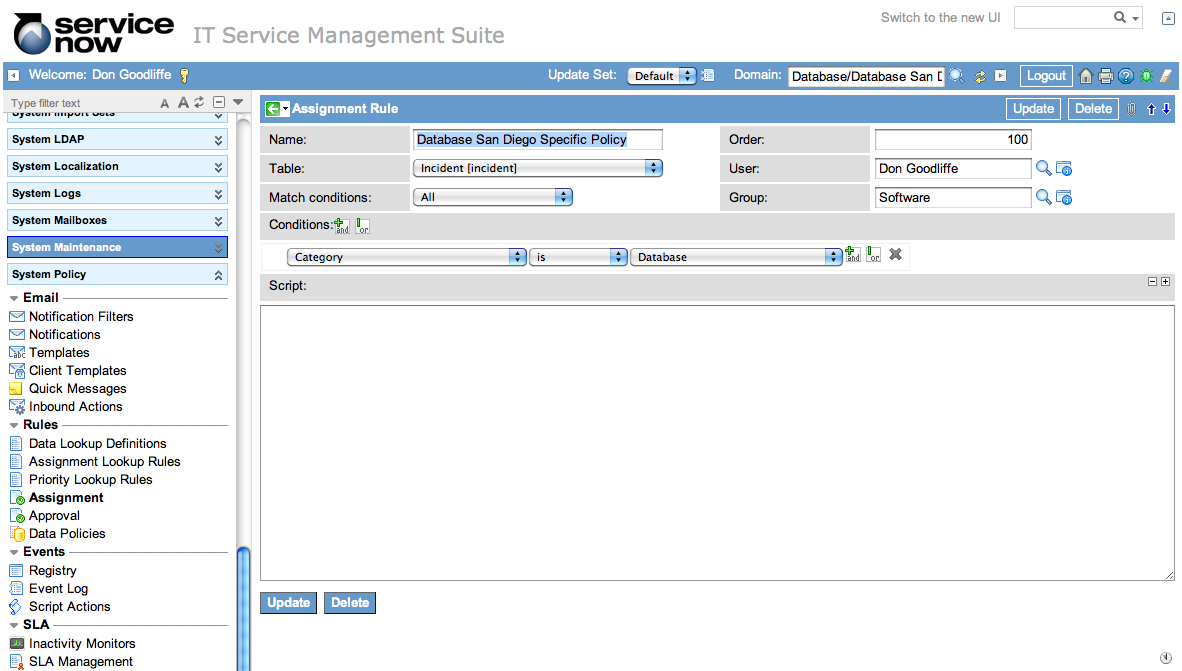 service now IT Service Management Suite
Switch to the new UI
Welcome: Don Goodliffe
Update Set: Default
Domain: Database/Database San D
Logout
Type filter text A A
System Import Sets
System LDAP
System Localization
System Logs
System Mailboxes
System Maintenance
System Policy
Email
Notification Filters
Notifications
Templates
Client Templates
Quick Messages
Inbound Actions
Rules
Data Lookup Definitions
Assignment Lookup Rules
Priority Lookup Rules
Assignment
Approval
Data Policies
Events
Registry
Event Log
Script Actions
SLA
Inactivity Monitors
SLA Management
Assignment Rule
Update Delete
Name: Database San Diego Specific Policy
Order: 100
Table: Incident [incident]
User: Don Goodliffe
Match conditions: All
Group: Software
Conditions: and or
Category is Database and or
Script:
Update Delete